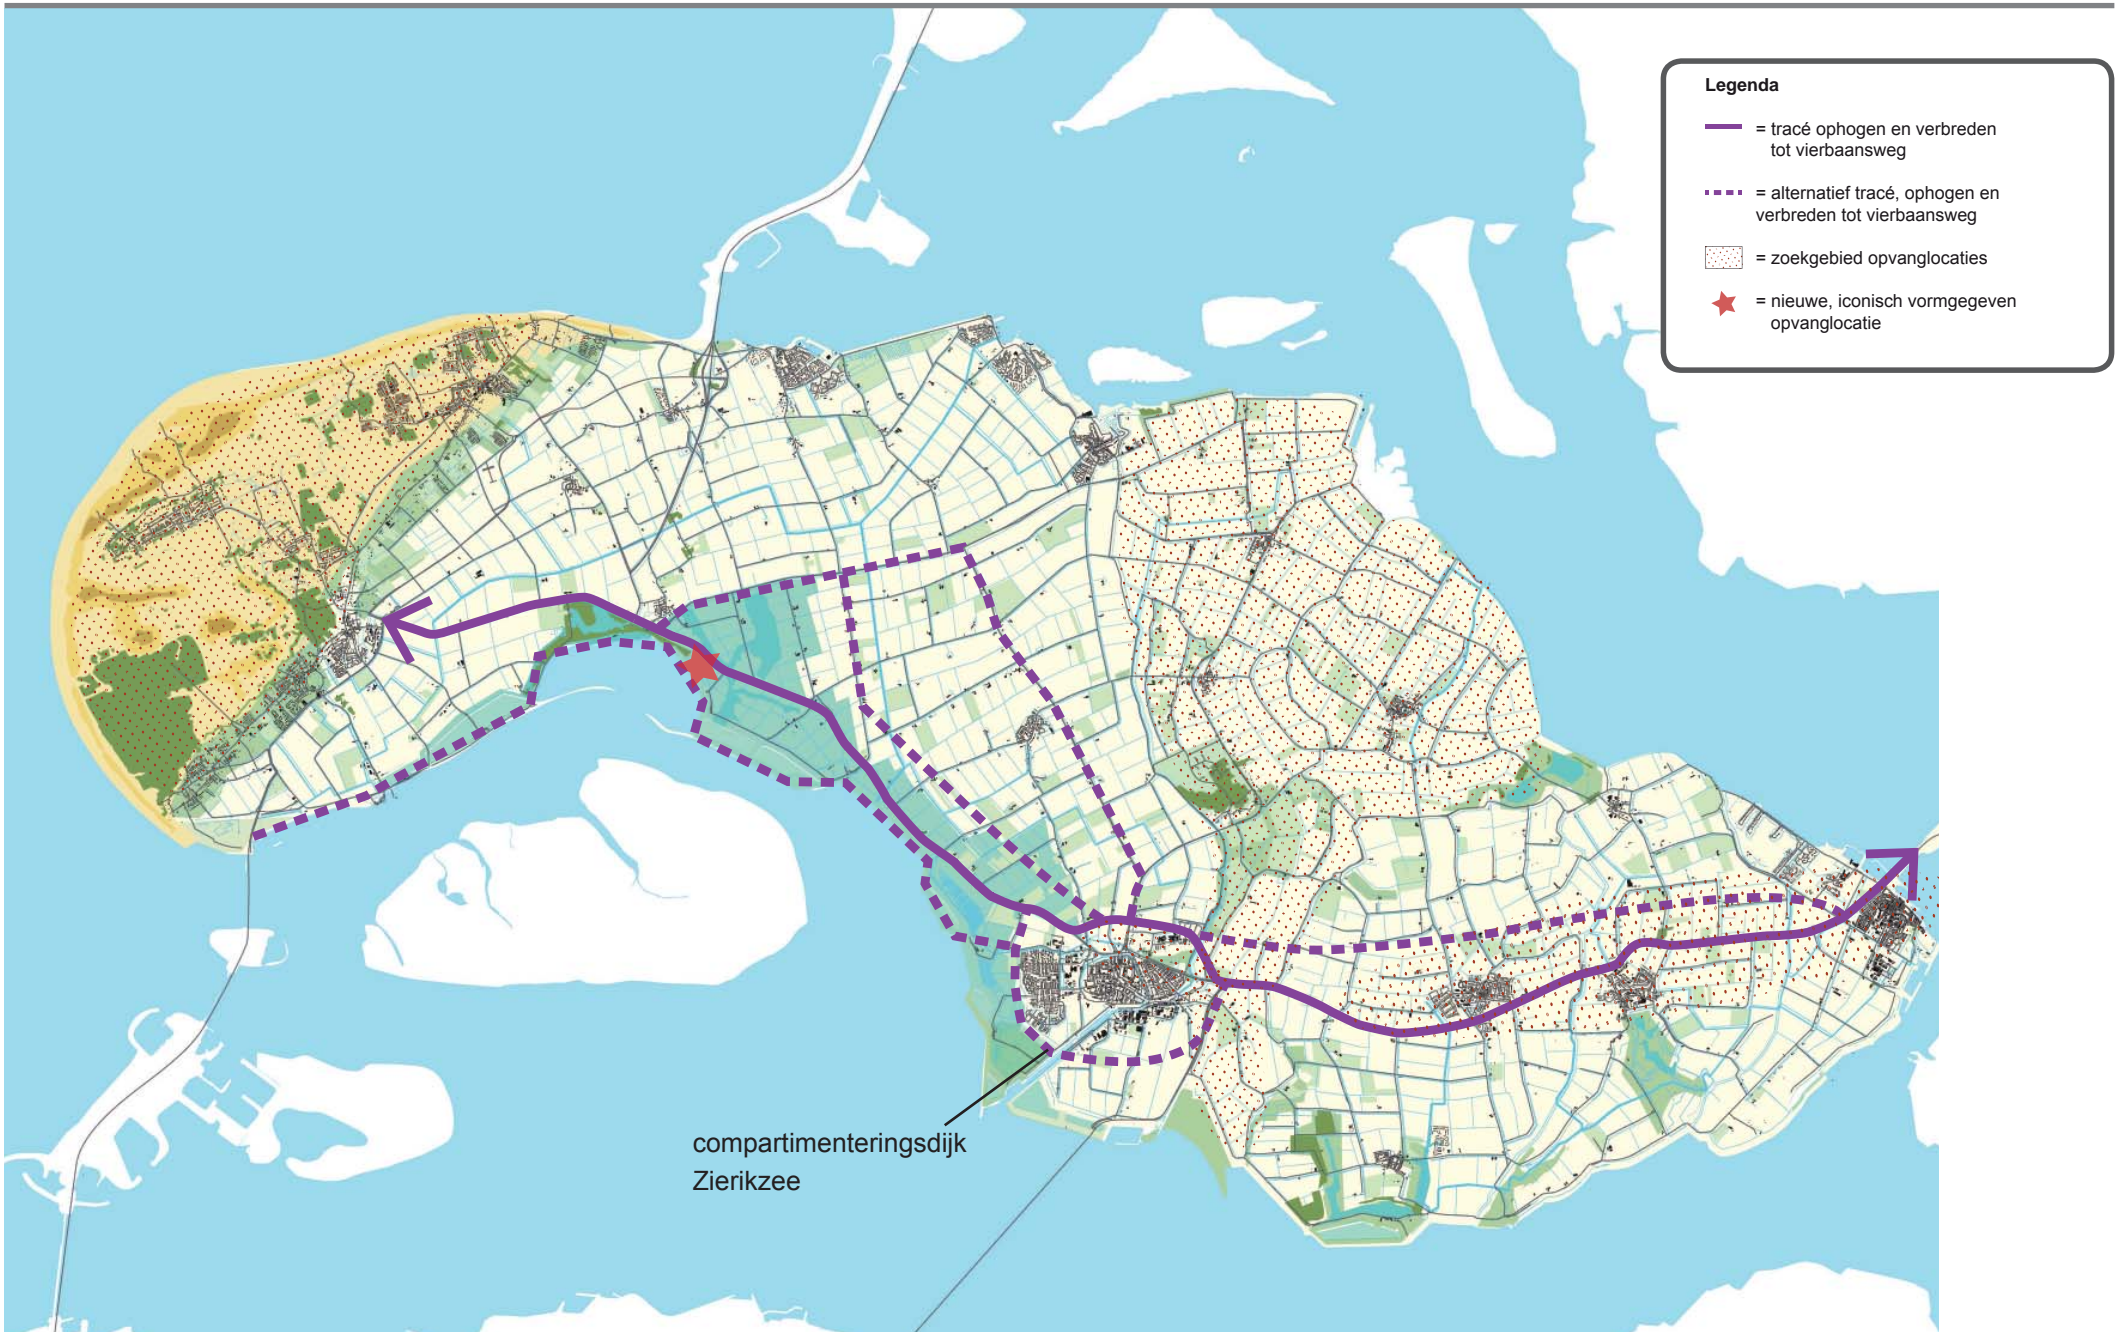 Legenda
= tracé ophogen en verbreden
tot vierbaansweg
= alternatief tracé, ophogen en
verbreden tot vierbaansweg
= zoekgebied opvanglocaties
= nieuwe, iconisch vormgegeven
opvanglocatie
compartimenteringsdijk
Zierikzee